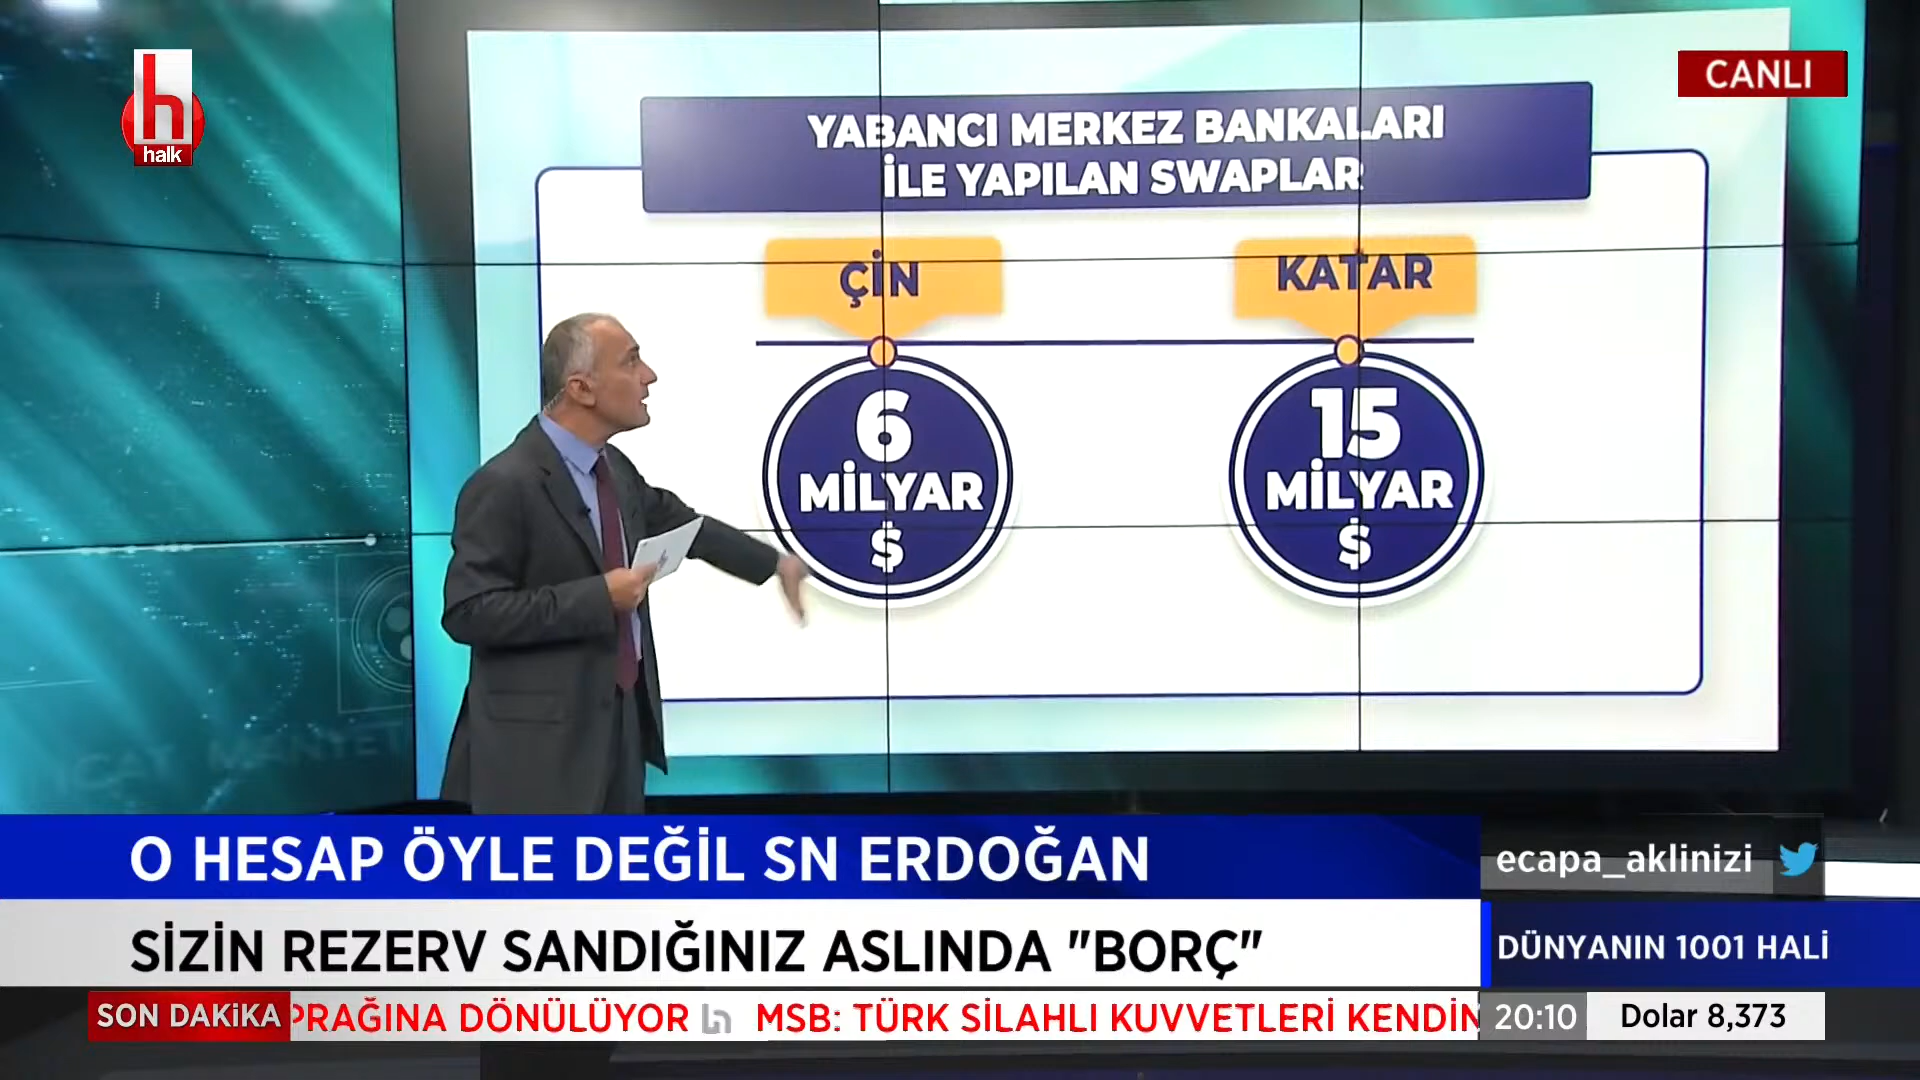 h
halk
CANLI
YABANCI MERKEZ BANKALARI
İLE YAPILAN SWAPLAR
ÇİN
KATAR
6
MİLYAR
$
15
MİLYAR
$
O HESAP ÖYLE DEĞİL SN ERDOĞAN
ecapa_aklinizi
SİZİN REZERV SANDIĞINIZ ASLINDA "BORÇ"
DÜNYANIN 1001 HALİ
SON DAKİKA
PRAĞINA DÖNÜLÜYOR h MSB: TÜRK SİLAHLI KUVVETLERİ KENDİN
20:10
Dolar 8,373